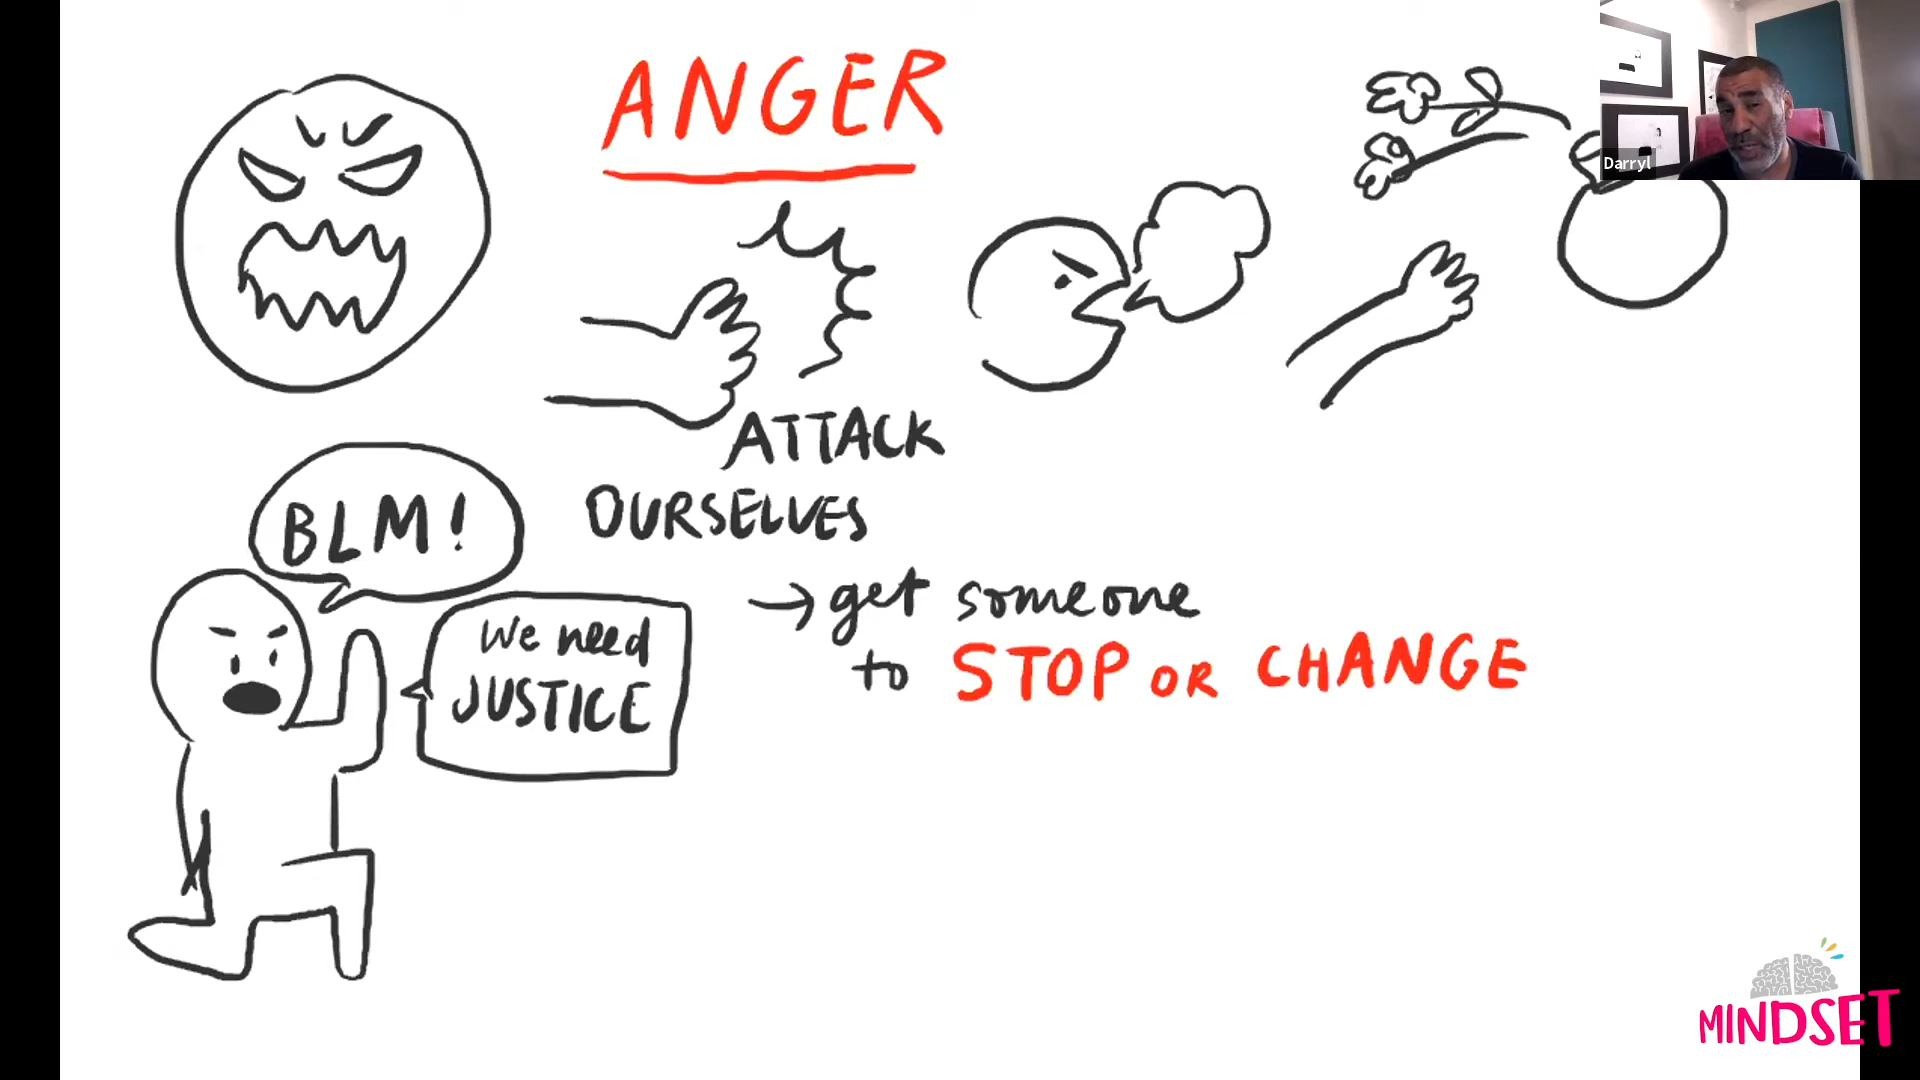 ANGER
Darryl
ATTACK
OURSELVES
BLM!
We need
JUSTICE
→ get someone
to STOP OR CHANGE
MINDSET